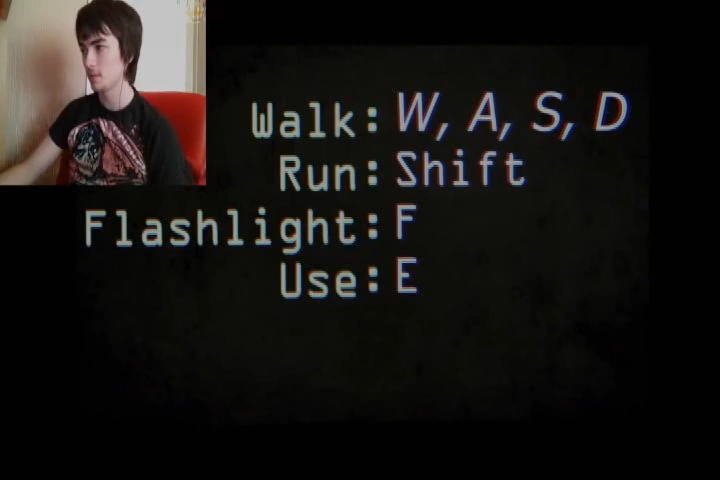 Walk: W, A, S, D
Run: Shift
Flashlight: F
Use: E